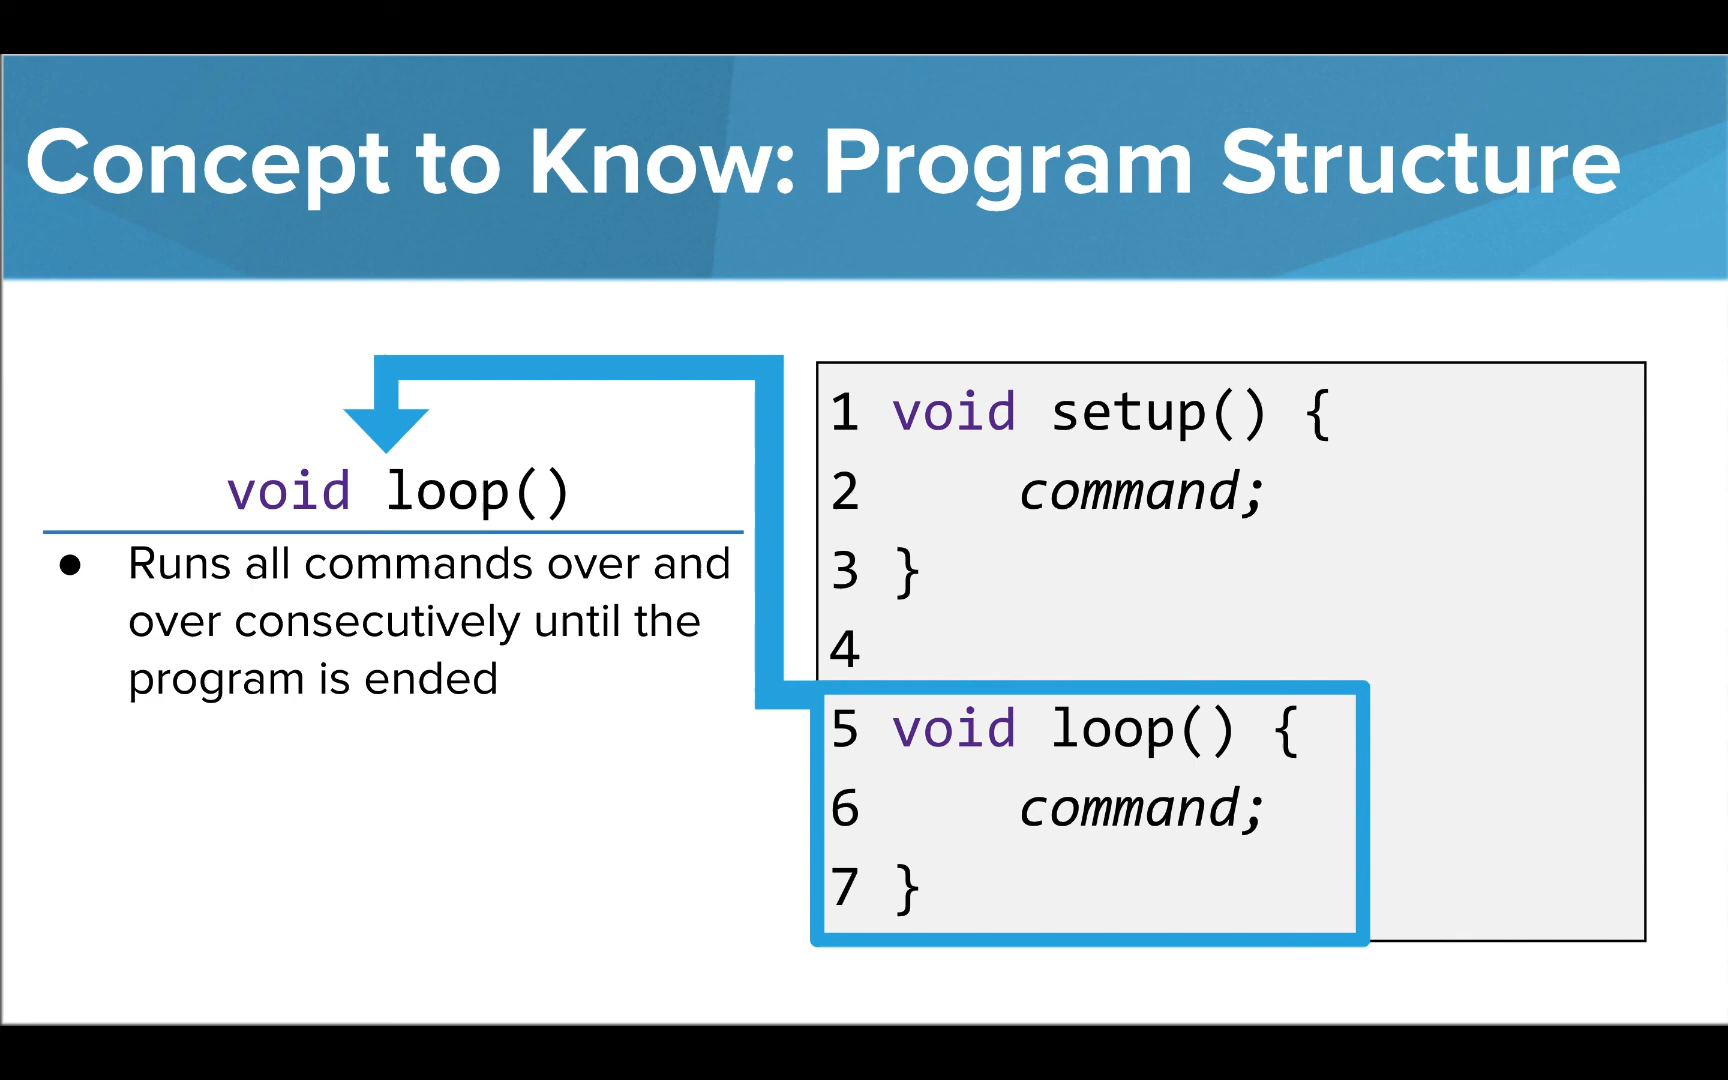 Concept to Know: Program Structure
void loop()
● Runs all commands over and
over consecutively until the
program is ended
1 void setup() {
2     command;
3 }
4
5 void loop() {
6     command;
7 }